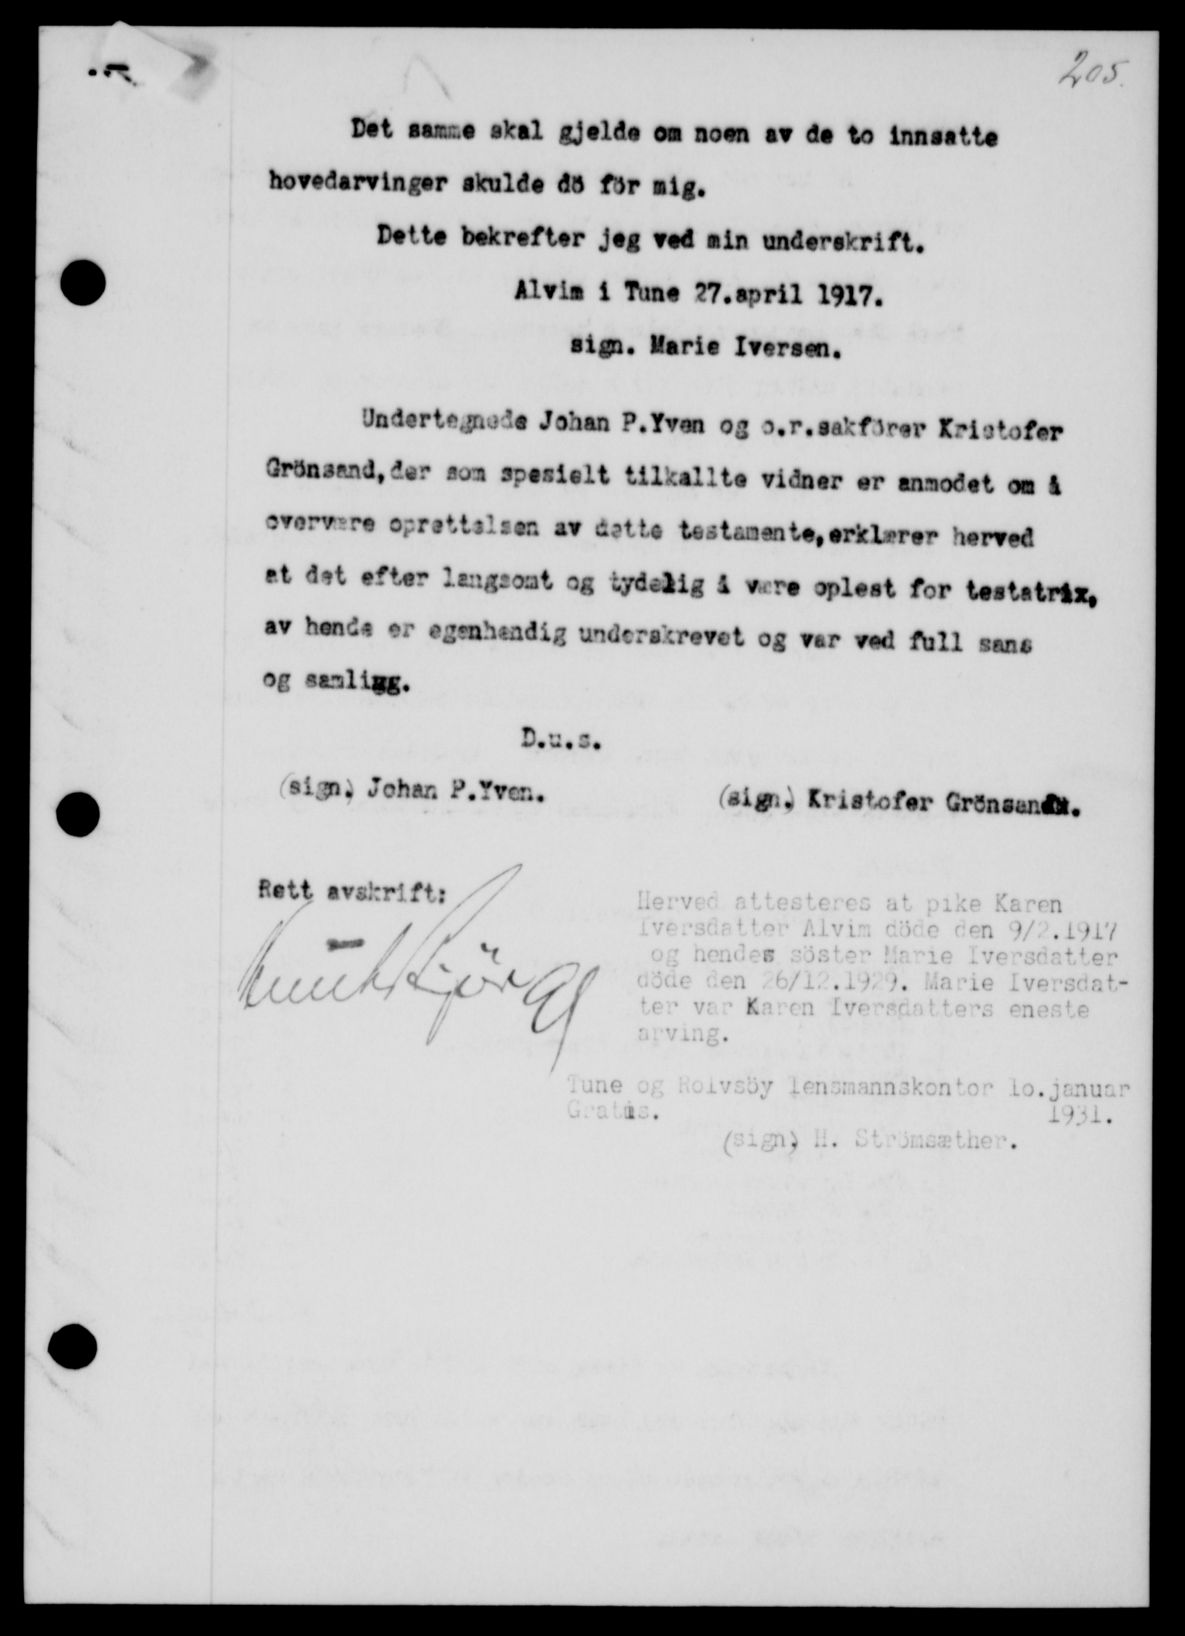 205.
Det samme skal gjelde om noen av de to innsatte
hovedarvinger skulde dö för mig.
Dette bekrefter jeg ved min underskrift.
Alvim i Tune 27.april 1917.
sign. Marie Iversen.
Undertegnede Johan P.Yven og o.r.sakförer Kristofer
Grönsand,der som spesielt tilkallte vidner er anmodet om å
overvære oprettelsen av dette testamente,erklærer herved
at det efter langsomt og tydelig å være oplest for testatrix,
av hende er egenhændig underskrevet og var ved full sans
og samligg.
D.u.s.
(sign) Johan P.Yven.
(sign) Kristofer Grönsand.
Rett avskrift:
Herved attesteres at pike Karen
Iversdatter Alvim döde den 9/2.1917
og hendes söster Marie Iversdatter
döde den 26/12.1929. Marie Iversdat-
ter var Karen Iversdatters eneste
arving.
Tune og Rolvsöy lensmannskontor 1o.januar
Gratis. 1931.
(sign) H. Strömsæther.